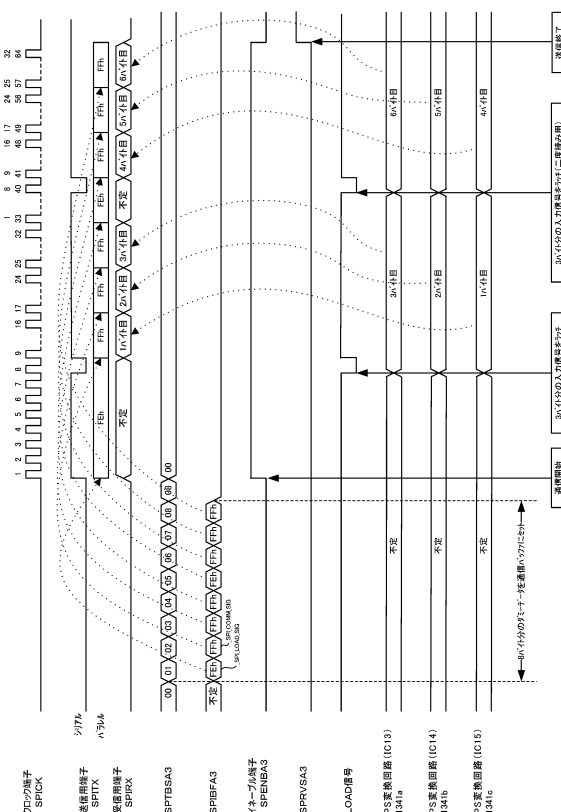 クロック端子
SPICK
1 2 3 4 5 6 7 8 9 16 17 24 25 32 33 40 41 48 49 56 57 64
1 8 9 16 17 24 25 32
送信用端子
SPITX
シリアル
パラレル
FEh FFh FFh FFh FEh FFh FFh FFh
受信用端子
SPIRX
不定 1バイト目 2バイト目 3バイト目 不定 4バイト目 5バイト目 6バイト目
SPTBSA3
00 01 02 03 04 05 06 07 08 08 00
SPIBFA3
不定 FEh FFh FFh FFh FEh FFh FFh FFh
SPI_LOAD_SIG
SPI_COMM_SIG
イネーブル端子
SPENBA3
SPRVSA3
LOAD信号
PS変換回路(IC13)
341a
不定 3バイト目 6バイト目
PS変換回路(IC14)
341b
不定 2バイト目 5バイト目
PS変換回路(IC15)
341c
不定 1バイト目 4バイト目
8バイト分のダミーデータを通信バッファにセット
通信開始
3バイト分の入力信号をラッチ
3バイト分の入力信号をラッチ(二度読み用)
送信終了